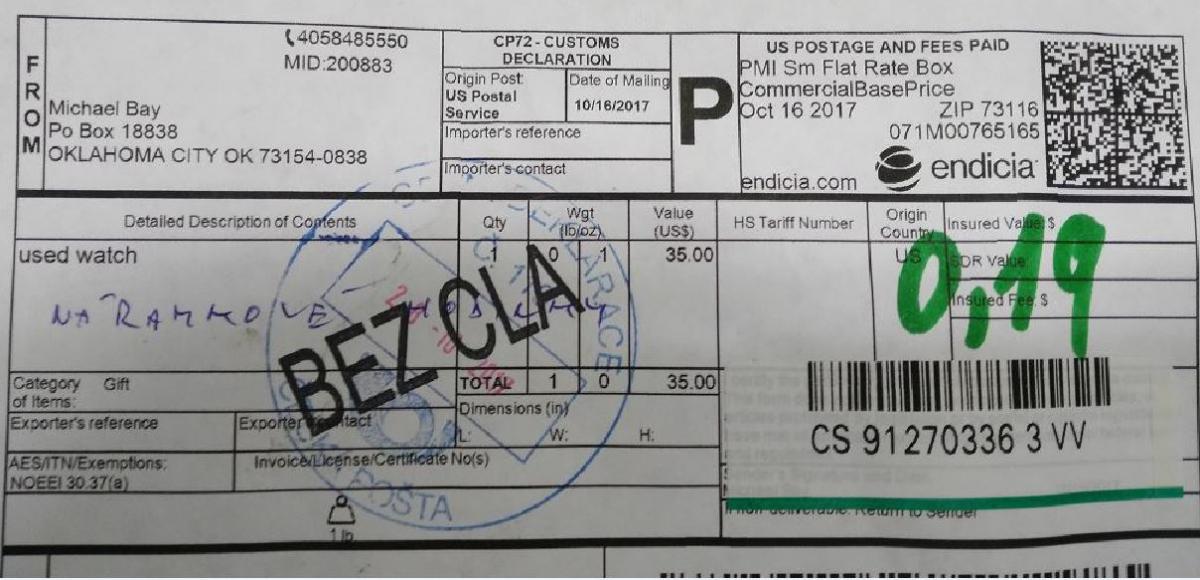 FROM
4058485550
MID:200883
Michael Bay
Po Box 18838
OKLAHOMA CITY OK 73154-0838
CP72 - CUSTOMS
DECLARATION
Origin Post
US Postal
Service
Date of Mailing
10/16/2017
Importer's reference
Importer's contact
P
US POSTAGE AND FEES PAID
PMI Sm Flat Rate Box
CommercialBasePrice
Oct 16 2017 ZIP 73116
071M00765165
endicia
endicia.com
Detailed Description of Contents Qty Wgt (lb/oz) Value (US$) HS Tariff Number Origin Country Insured Value: $
used watch 1 0 1 35.00 US
SDR Value:
Insured Fee: $
0,19
BEZ CLA
DEKLARACE
POŠTA
Category Gift
of Items:
TOTAL 1 0 35.00
Exporter's reference Exporter contact
Dimensions (in)
L: W: H:
AES/ITN/Exemptions:
NOEEI 30.37(a)
Invoice/License/Certificate No(s)
CS 91270336 3 VV
If non-deliverable: Return to Sender
1 lb